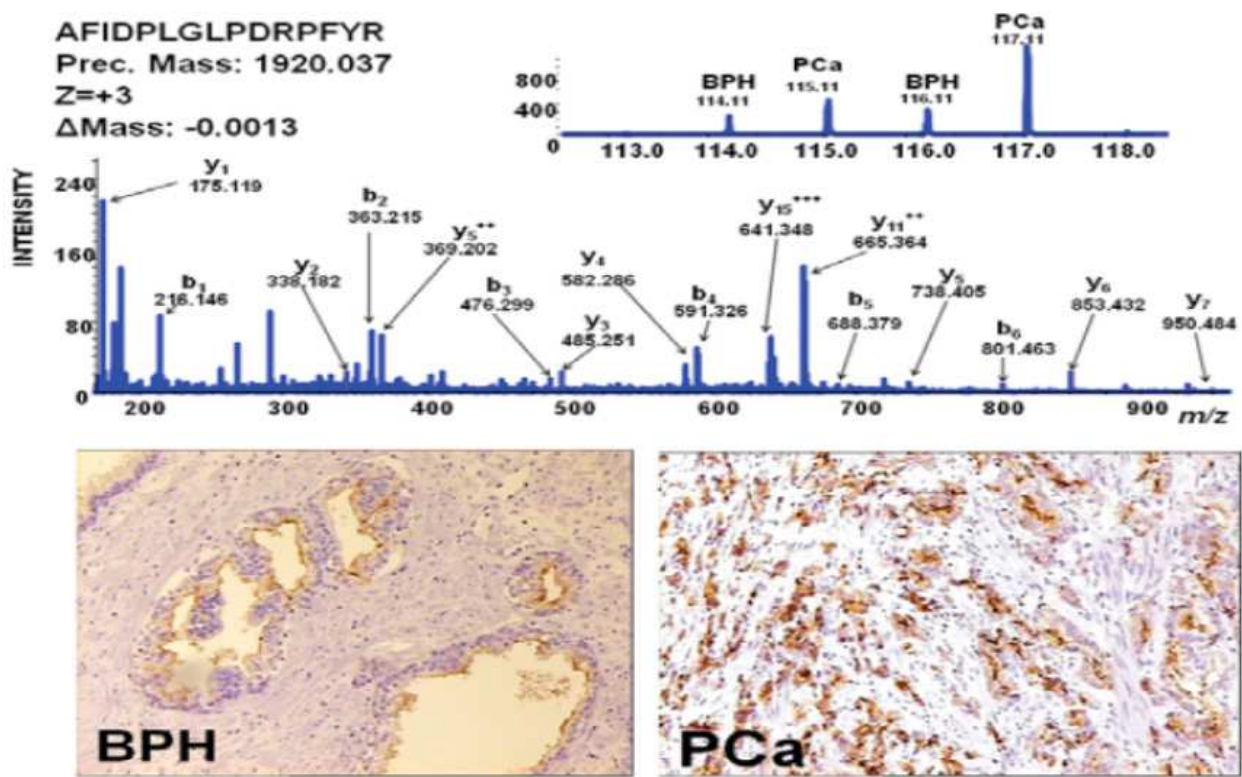 AFIDPLGLPDRPFYR
Prec. Mass: 1920.037
Z=+3
ΔMass: -0.0013
PCa
117.11
BPH
114.11
PCa
115.11
BPH
116.11
800
400
0
113.0 114.0 115.0 116.0 117.0 118.0
INTENSITY
240
160
80
0
y1
175.119
b1
216.146
y2
338.182
b2
363.215
y5++
369.202
b3
476.299
y3
485.251
y4
582.286
b4
591.326
y15+++
641.348
y11++
665.364
b5
688.379
y5
738.405
b6
801.463
y6
853.432
y7
950.484
200 300 400 500 600 700 800 900 m/z
BPH
PCa